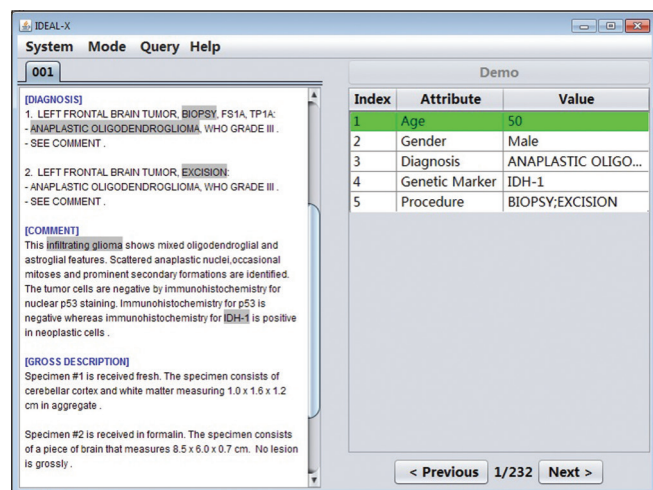 IDEAL-X
System Mode Query Help
001
[DIAGNOSIS]
1. LEFT FRONTAL BRAIN TUMOR, BIOPSY, FS1A, TP1A:
- ANAPLASTIC OLIGODENDROGLIOMA, WHO GRADE III .
- SEE COMMENT .
2. LEFT FRONTAL BRAIN TUMOR, EXCISION:
- ANAPLASTIC OLIGODENDROGLIOMA, WHO GRADE III .
- SEE COMMENT .
[COMMENT]
This infiltrating glioma shows mixed oligodendroglial and
astroglial features. Scattered anaplastic nuclei,occasional
mitoses and prominent secondary formations are identified.
The tumor cells are negative by immunohistochemistry for
nuclear p53 staining. Immunohistochemistry for p53 is
negative whereas immunohistochemistry for IDH-1 is positive
in neoplastic cells .
[GROSS DESCRIPTION]
Specimen #1 is received fresh. The specimen consists of
cerebellar cortex and white matter measuring 1.0 x 1.6 x 1.2
cm in aggregate .
Specimen #2 is received in formalin. The specimen consists
of a piece of brain that measures 8.5 x 6.0 x 0.7 cm. No lesion
is grossly .
Demo
Index Attribute Value
1 Age 50
2 Gender Male
3 Diagnosis ANAPLASTIC OLIGO...
4 Genetic Marker IDH-1
5 Procedure BIOPSY;EXCISION
< Previous 1/232 Next >